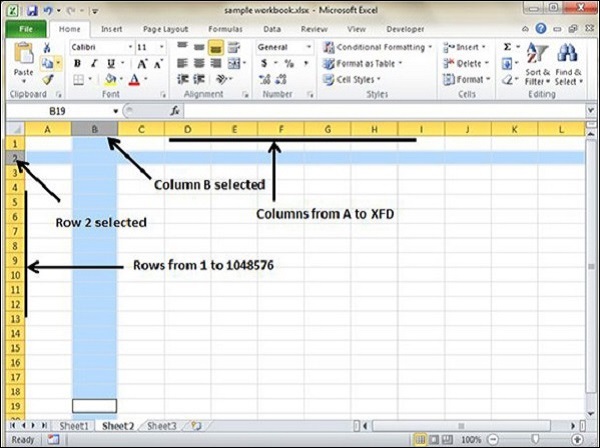 sample workbook.xlsx - Microsoft Excel
File Home Insert Page Layout Formulas Data Review View
Calibri 11 General Conditional Formatting Insert Σ
Paste B I U A A $ % , Format as Table Delete Sort & Filter Find & Select
Cell Styles Format
Clipboard Font Alignment Number Styles Cells Editing
B19 fx
A B C D E F G H I J K L
1
2
3
Column B selected
4
5
Columns from A to XFD
6
Row 2 selected
7
8
9
Rows from 1 to 1048576
10
11
12
13
14
15
16
17
18
19
Sheet1 Sheet2 Sheet3
Ready 100%